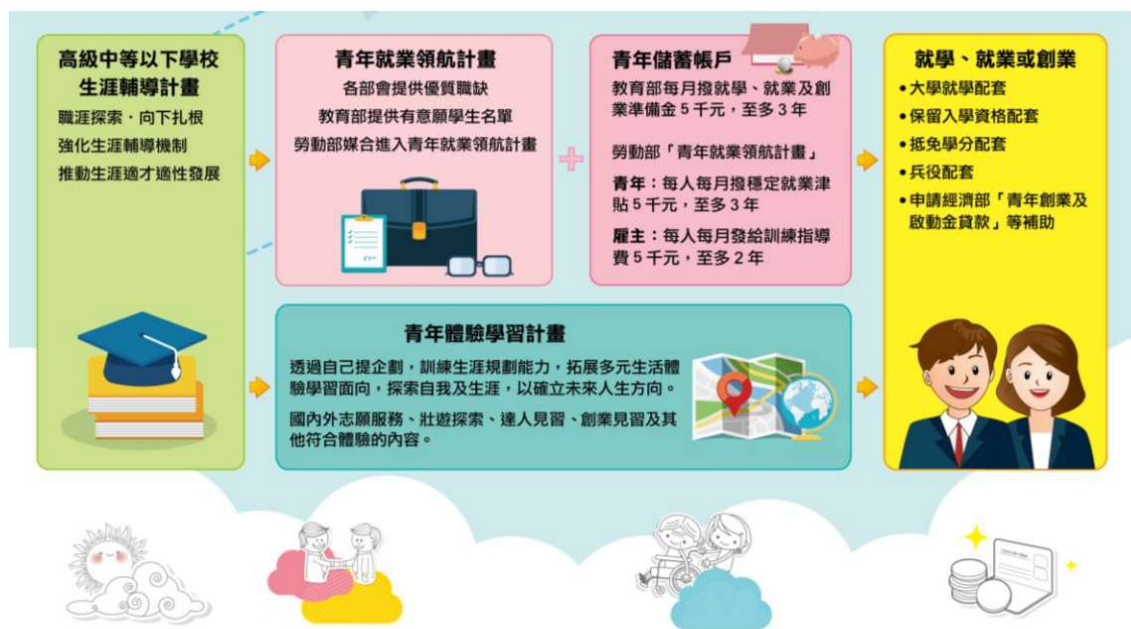 高級中等以下學校
生涯輔導計畫
職涯探索．向下扎根
強化生涯輔導機制
推動生涯適才適性發展
青年就業領航計畫
各部會提供優質職缺
教育部提供有意願學生名單
勞動部媒合進入青年就業領航計畫
青年儲蓄帳戶
教育部每月撥就學、就業及創
業準備金5千元，至多3年
勞動部「青年就業領航計畫」
青年：每人每月撥穩定就業津
貼5千元，至多3年
雇主：每人每月發給訓練指導
費5千元，至多2年
就學、就業或創業
•大學就學配套
•保留入學資格配套
•抵免學分配套
•兵役配套
•申請經濟部「青年創業及
啟動金貸款」等補助
青年體驗學習計畫
透過自己提企劃，訓練生涯規劃能力，拓展多元生活體
驗學習面向，探索自我及生涯，以確立未來人生方向。
國內外志願服務、壯遊探索、達人見習、創業見習及其
他符合體驗的內容。